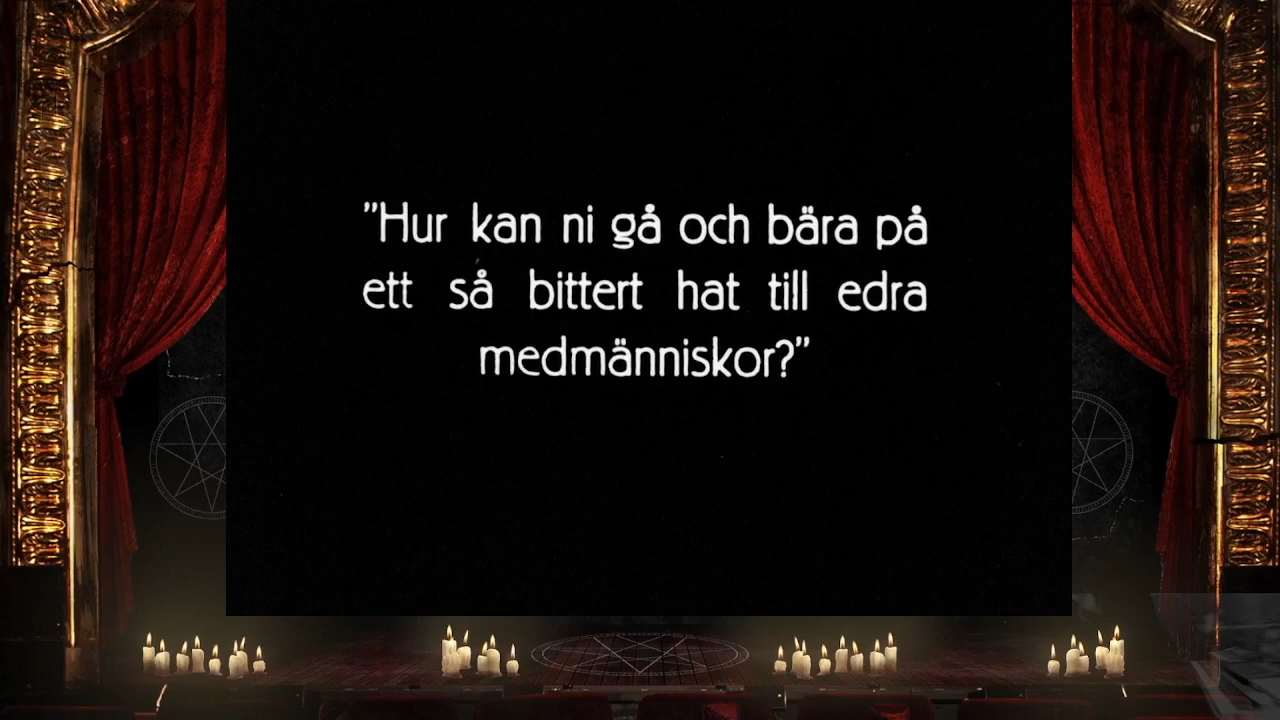 ”Hur kan ni gå och bära på
ett så bittert hat till edra
medmänniskor?”